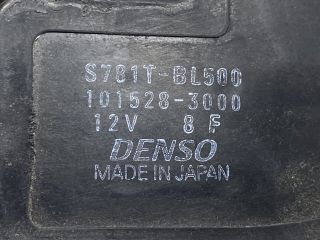 S781T-BL500
101528-3000
12V 8 F
DENSO
MADE IN JAPAN